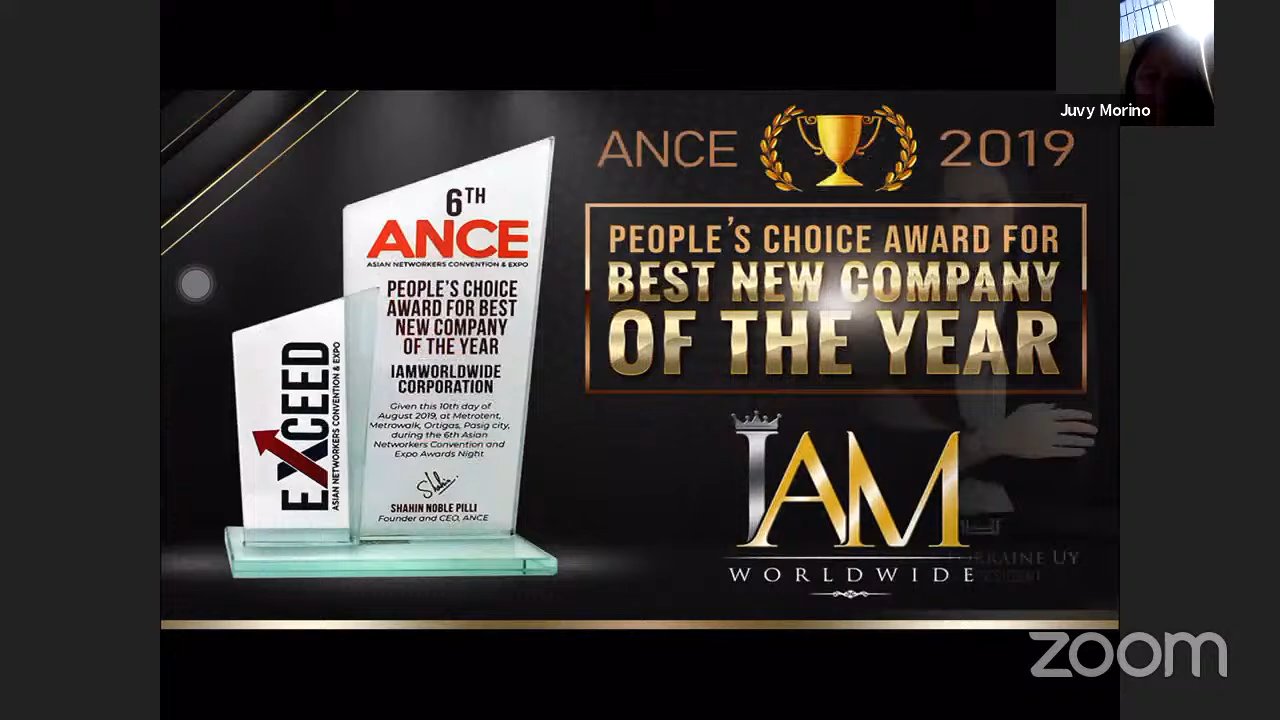 Juvy Morino
ANCE 2019
PEOPLE'S CHOICE AWARD FOR
BEST NEW COMPANY
OF THE YEAR
6TH
ANCE
ASIAN NETWORKERS CONVENTION & EXPO
PEOPLE'S CHOICE
AWARD FOR BEST
NEW COMPANY
OF THE YEAR
IAMWORLDWIDE
CORPORATION
Given this 10th day of
August 2019, at Metrotent,
Metrowalk, Ortigas, Pasig city,
during the 6th Asian
Networkers Convention and
Expo Awards Night
SHAHIN NOBLE PILLI
Founder and CEO, ANCE
EXCEED
ASIAN NETWORKERS CONVENTION & EXPO
IAM
WORLDWIDE
UY
zoom